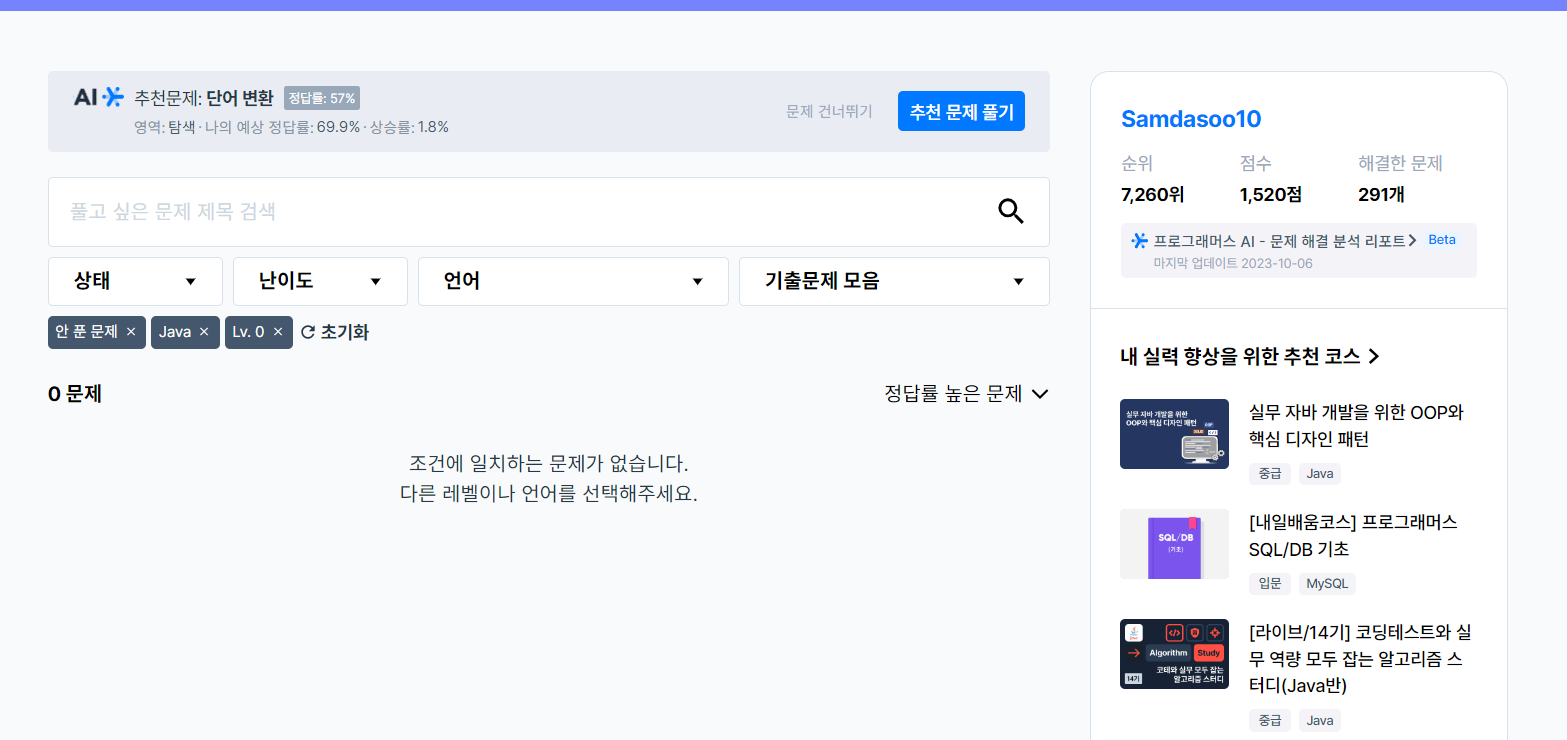 AI 추천문제: 단어 변환 정답률: 57%
영역: 탐색 · 나의 예상 정답률: 69.9% · 상승률: 1.8%
문제 건너뛰기
추천 문제 풀기
풀고 싶은 문제 제목 검색
상태
난이도
언어
기출문제 모음
안 푼 문제 ×
Java ×
Lv. 0 ×
초기화
0 문제
정답률 높은 문제
조건에 일치하는 문제가 없습니다.
다른 레벨이나 언어를 선택해주세요.
Samdasoo10
순위 점수 해결한 문제
7,260위 1,520점 291개
프로그래머스 AI - 문제 해결 분석 리포트 Beta
마지막 업데이트 2023-10-06
내 실력 향상을 위한 추천 코스
실무 자바 개발을 위한
OOP와 핵심 디자인 패턴
실무 자바 개발을 위한 OOP와
핵심 디자인 패턴
중급 Java
SQL/DB
[기초]
[내일배움코스] 프로그래머스
SQL/DB 기초
입문 MySQL
Algorithm Study
코테와 실무 모두 잡는
알고리즘 스터디
14기
[라이브/14기] 코딩테스트와 실
무 역량 모두 잡는 알고리즘 스
터디(Java반)
중급 Java